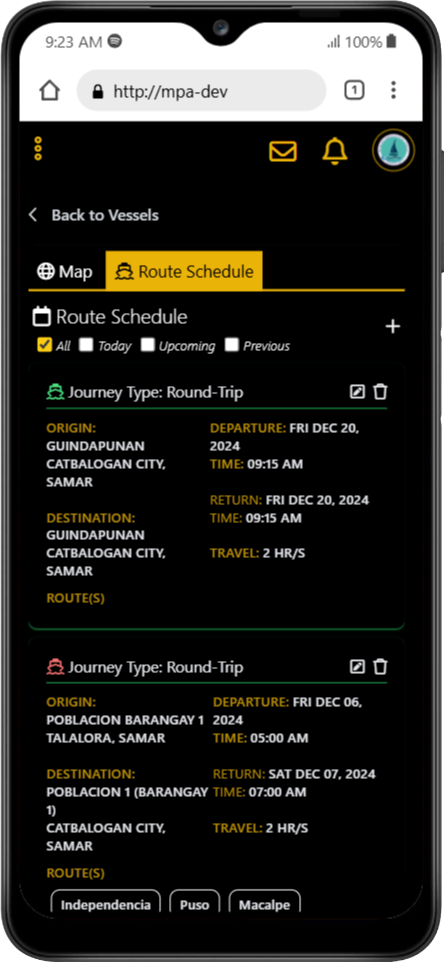 9:23 AM 100%
http://mpa-dev 1
Back to Vessels
Map Route Schedule
Route Schedule
All Today Upcoming Previous
Journey Type: Round-Trip
ORIGIN:
GUINDAPUNAN
CATBALOGAN CITY,
SAMAR
DESTINATION:
GUINDAPUNAN
CATBALOGAN CITY,
SAMAR
ROUTE(S)
DEPARTURE: FRI DEC 20,
2024
TIME: 09:15 AM
RETURN: FRI DEC 20, 2024
TIME: 09:15 AM
TRAVEL: 2 HR/S
Journey Type: Round-Trip
ORIGIN:
POBLACION BARANGAY 1
TALALORA, SAMAR
DESTINATION:
POBLACION 1 (BARANGAY
1)
CATBALOGAN CITY,
SAMAR
ROUTE(S)
DEPARTURE: FRI DEC 06,
2024
TIME: 05:00 AM
RETURN: SAT DEC 07, 2024
TIME: 07:00 AM
TRAVEL: 2 HR/S
Independencia Puso Macalpe